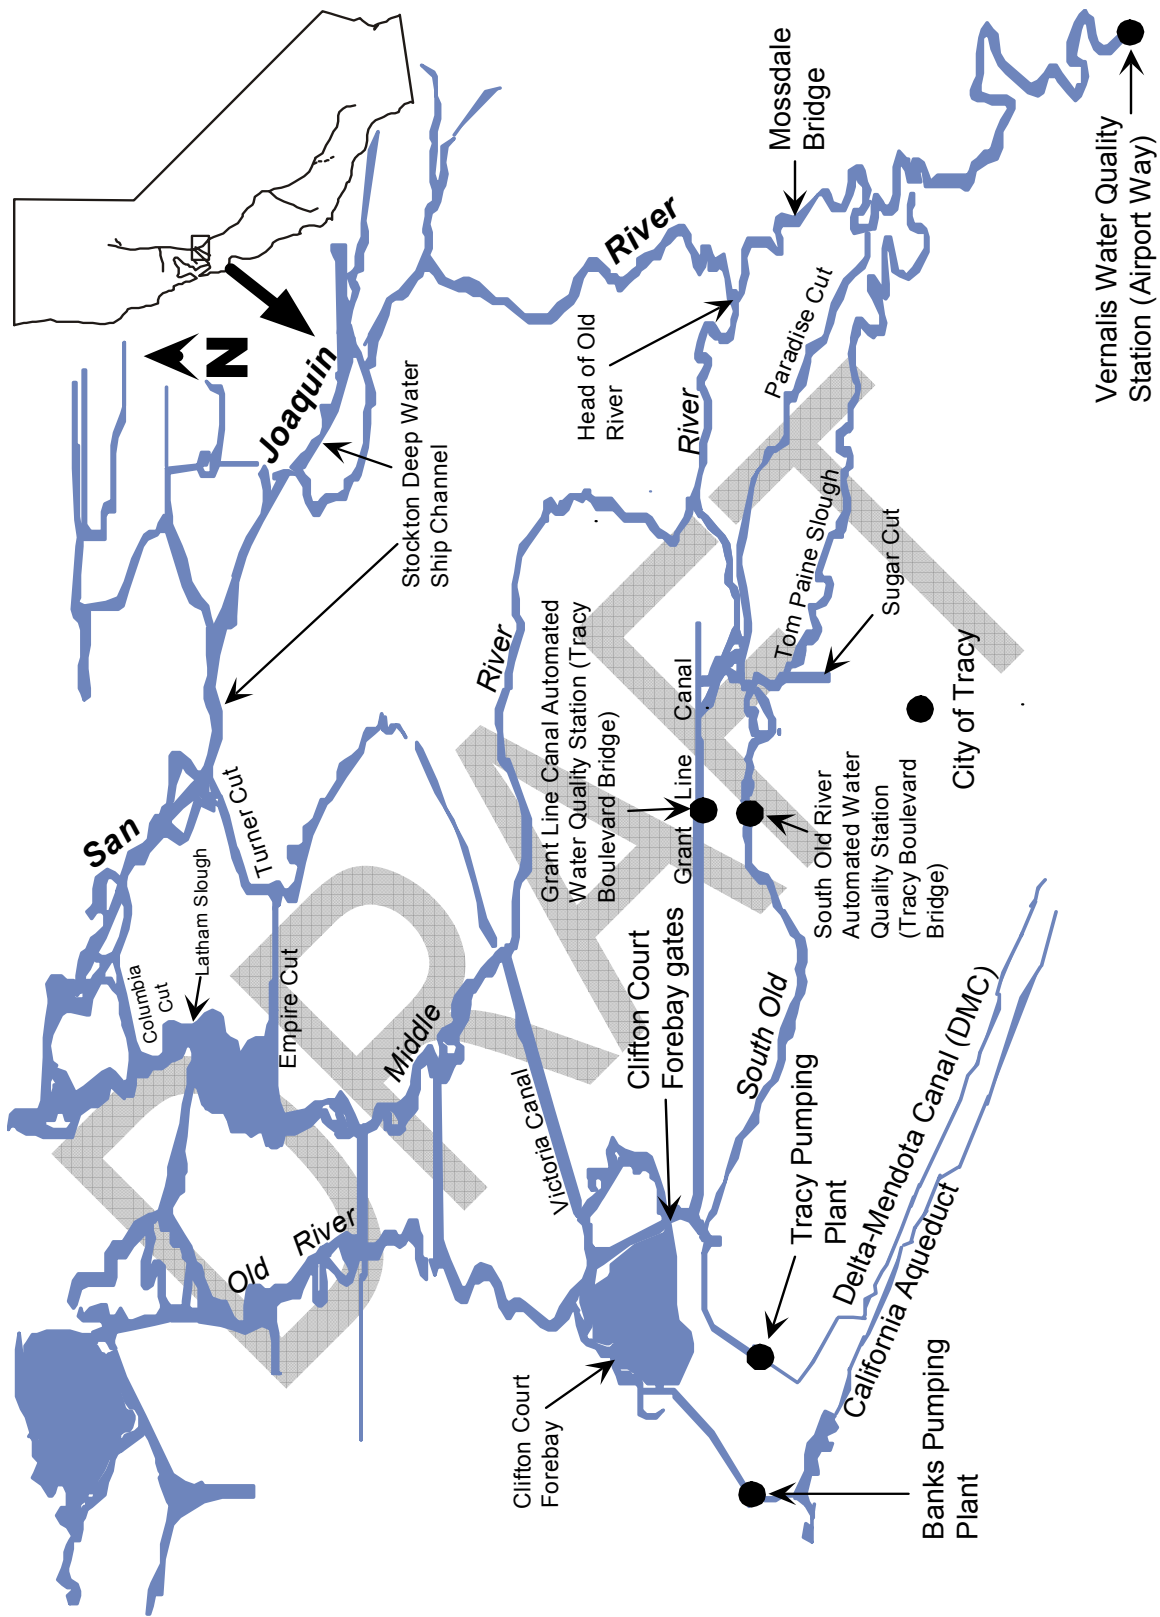 San
Joaquin
River
N
Stockton Deep Water
Ship Channel
Turner Cut
Columbia
Cut
Latham Slough
Empire Cut
Middle
River
Old
River
Victoria Canal
Head of Old
River
River
Mossdale
Bridge
Paradise Cut
Tom Paine Slough
Sugar Cut
City of Tracy
Vernalis Water Quality
Station (Airport Way)
Grant Line Canal Automated
Water Quality Station (Tracy
Boulevard Bridge)
Grant Line Canal
South Old River
Automated Water
Quality Station
(Tracy Boulevard
Bridge)
South Old
Clifton Court
Forebay gates
Clifton Court
Forebay
Tracy Pumping
Plant
Banks Pumping
Plant
Delta-Mendota Canal (DMC)
California Aqueduct
DRAFT